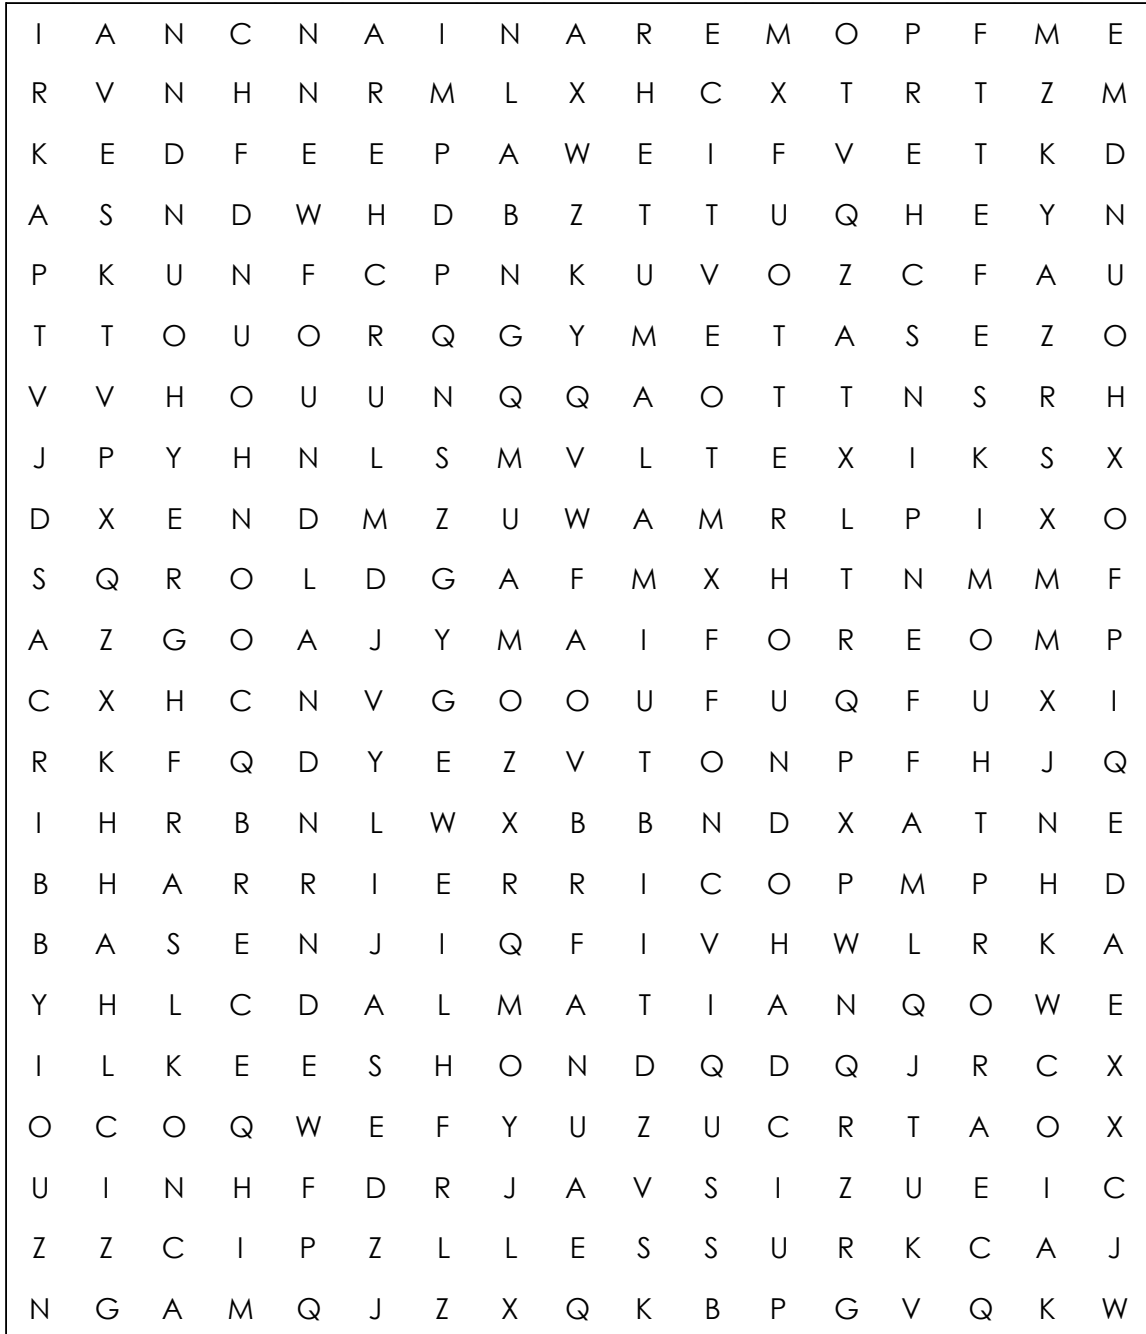 I A N C N A I N A R E M O P F M E
R V N H N R M L X H C X T R T Z M
K E D F E E P A W E I F V E T K D
A S N D W H D B Z T T U Q H E Y N
P K U N F C P N K U V O Z C F A U
T T O U O R Q G Y M E T A S E Z O
V V H O U U N Q Q A O T T N S R H
J P Y H N L S M V L T E X I K S X
D X E N D M Z U W A M R L P I X O
S Q R O L D G A F M X H T N M M F
A Z G O A J Y M A I F O R E O M P
C X H C N V G O O U F U Q F U X I
R K F Q D Y E Z V T O N P F H J Q
I H R B N L W X B B N D X A T N E
B H A R R I E R R I C O P M P H D
B A S E N J I Q F I V H W L R K A
Y H L C D A L M A T I A N Q O W E
I L K E E S H O N D Q D Q J R C X
O C O Q W E F Y U Z U C R T A O X
U I N H F D R J A V S I Z U E I C
Z Z C I P Z L L E S S U R K C A J
N G A M Q J Z X Q K B P G V Q K W